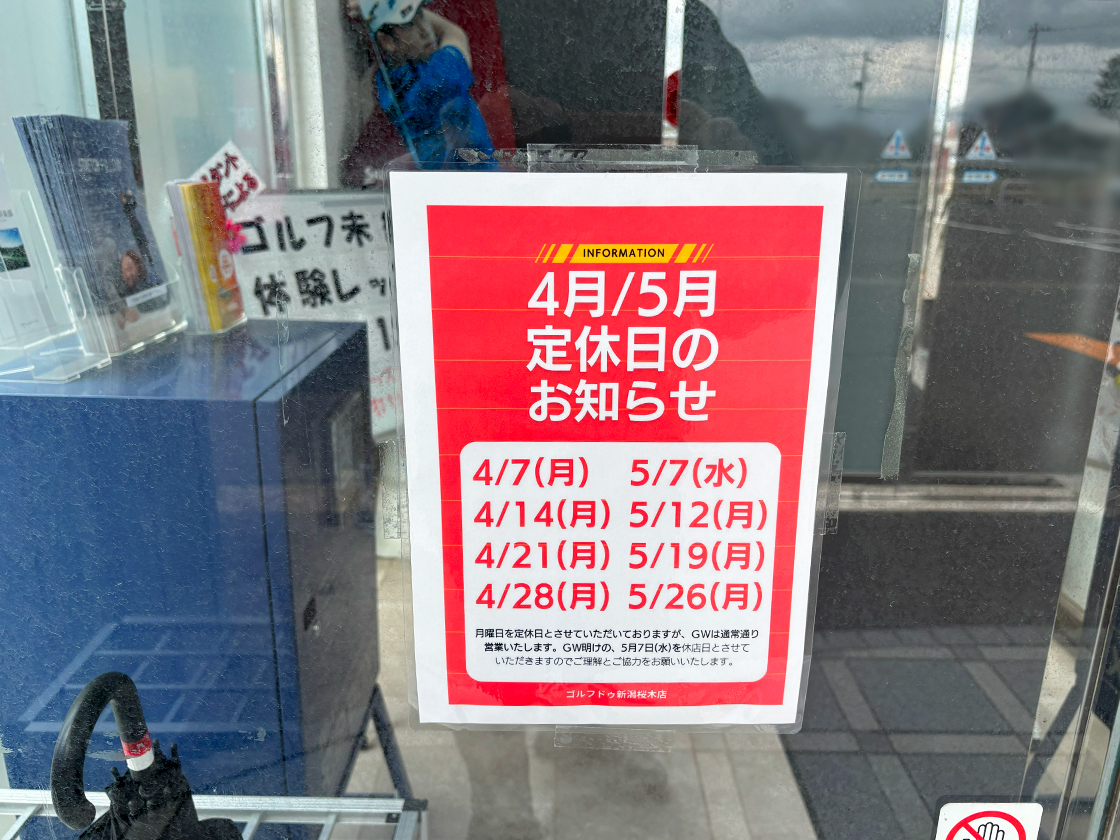 INFORMATION
4月/5月
定休日の
お知らせ
4/7(月) 5/7(水)
4/14(月) 5/12(月)
4/21(月) 5/19(月)
4/28(月) 5/26(月)
月曜日を定休日とさせていただいておりますが、GWは通常通り
営業いたします。GW明けの、5月7日(水)を休店日とさせて
いただきますのでご理解とご協力をお願いいたします。
ゴルフドゥ新潟桜木店
ゴルフ未
体験レッ